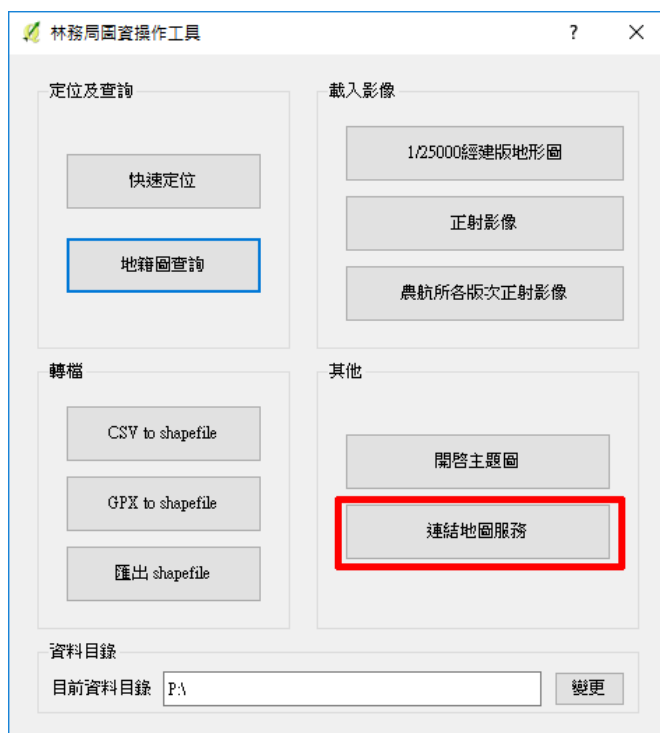 林務局圖資操作工具
定位及查詢
快速定位
地籍圖查詢
載入影像
1/25000經建版地形圖
正射影像
農航所各版次正射影像
轉檔
CSV to shapefile
GPX to shapefile
匯出 shapefile
其他
開啓主題圖
連結地圖服務
資料目錄
目前資料目錄 P:\ 變更